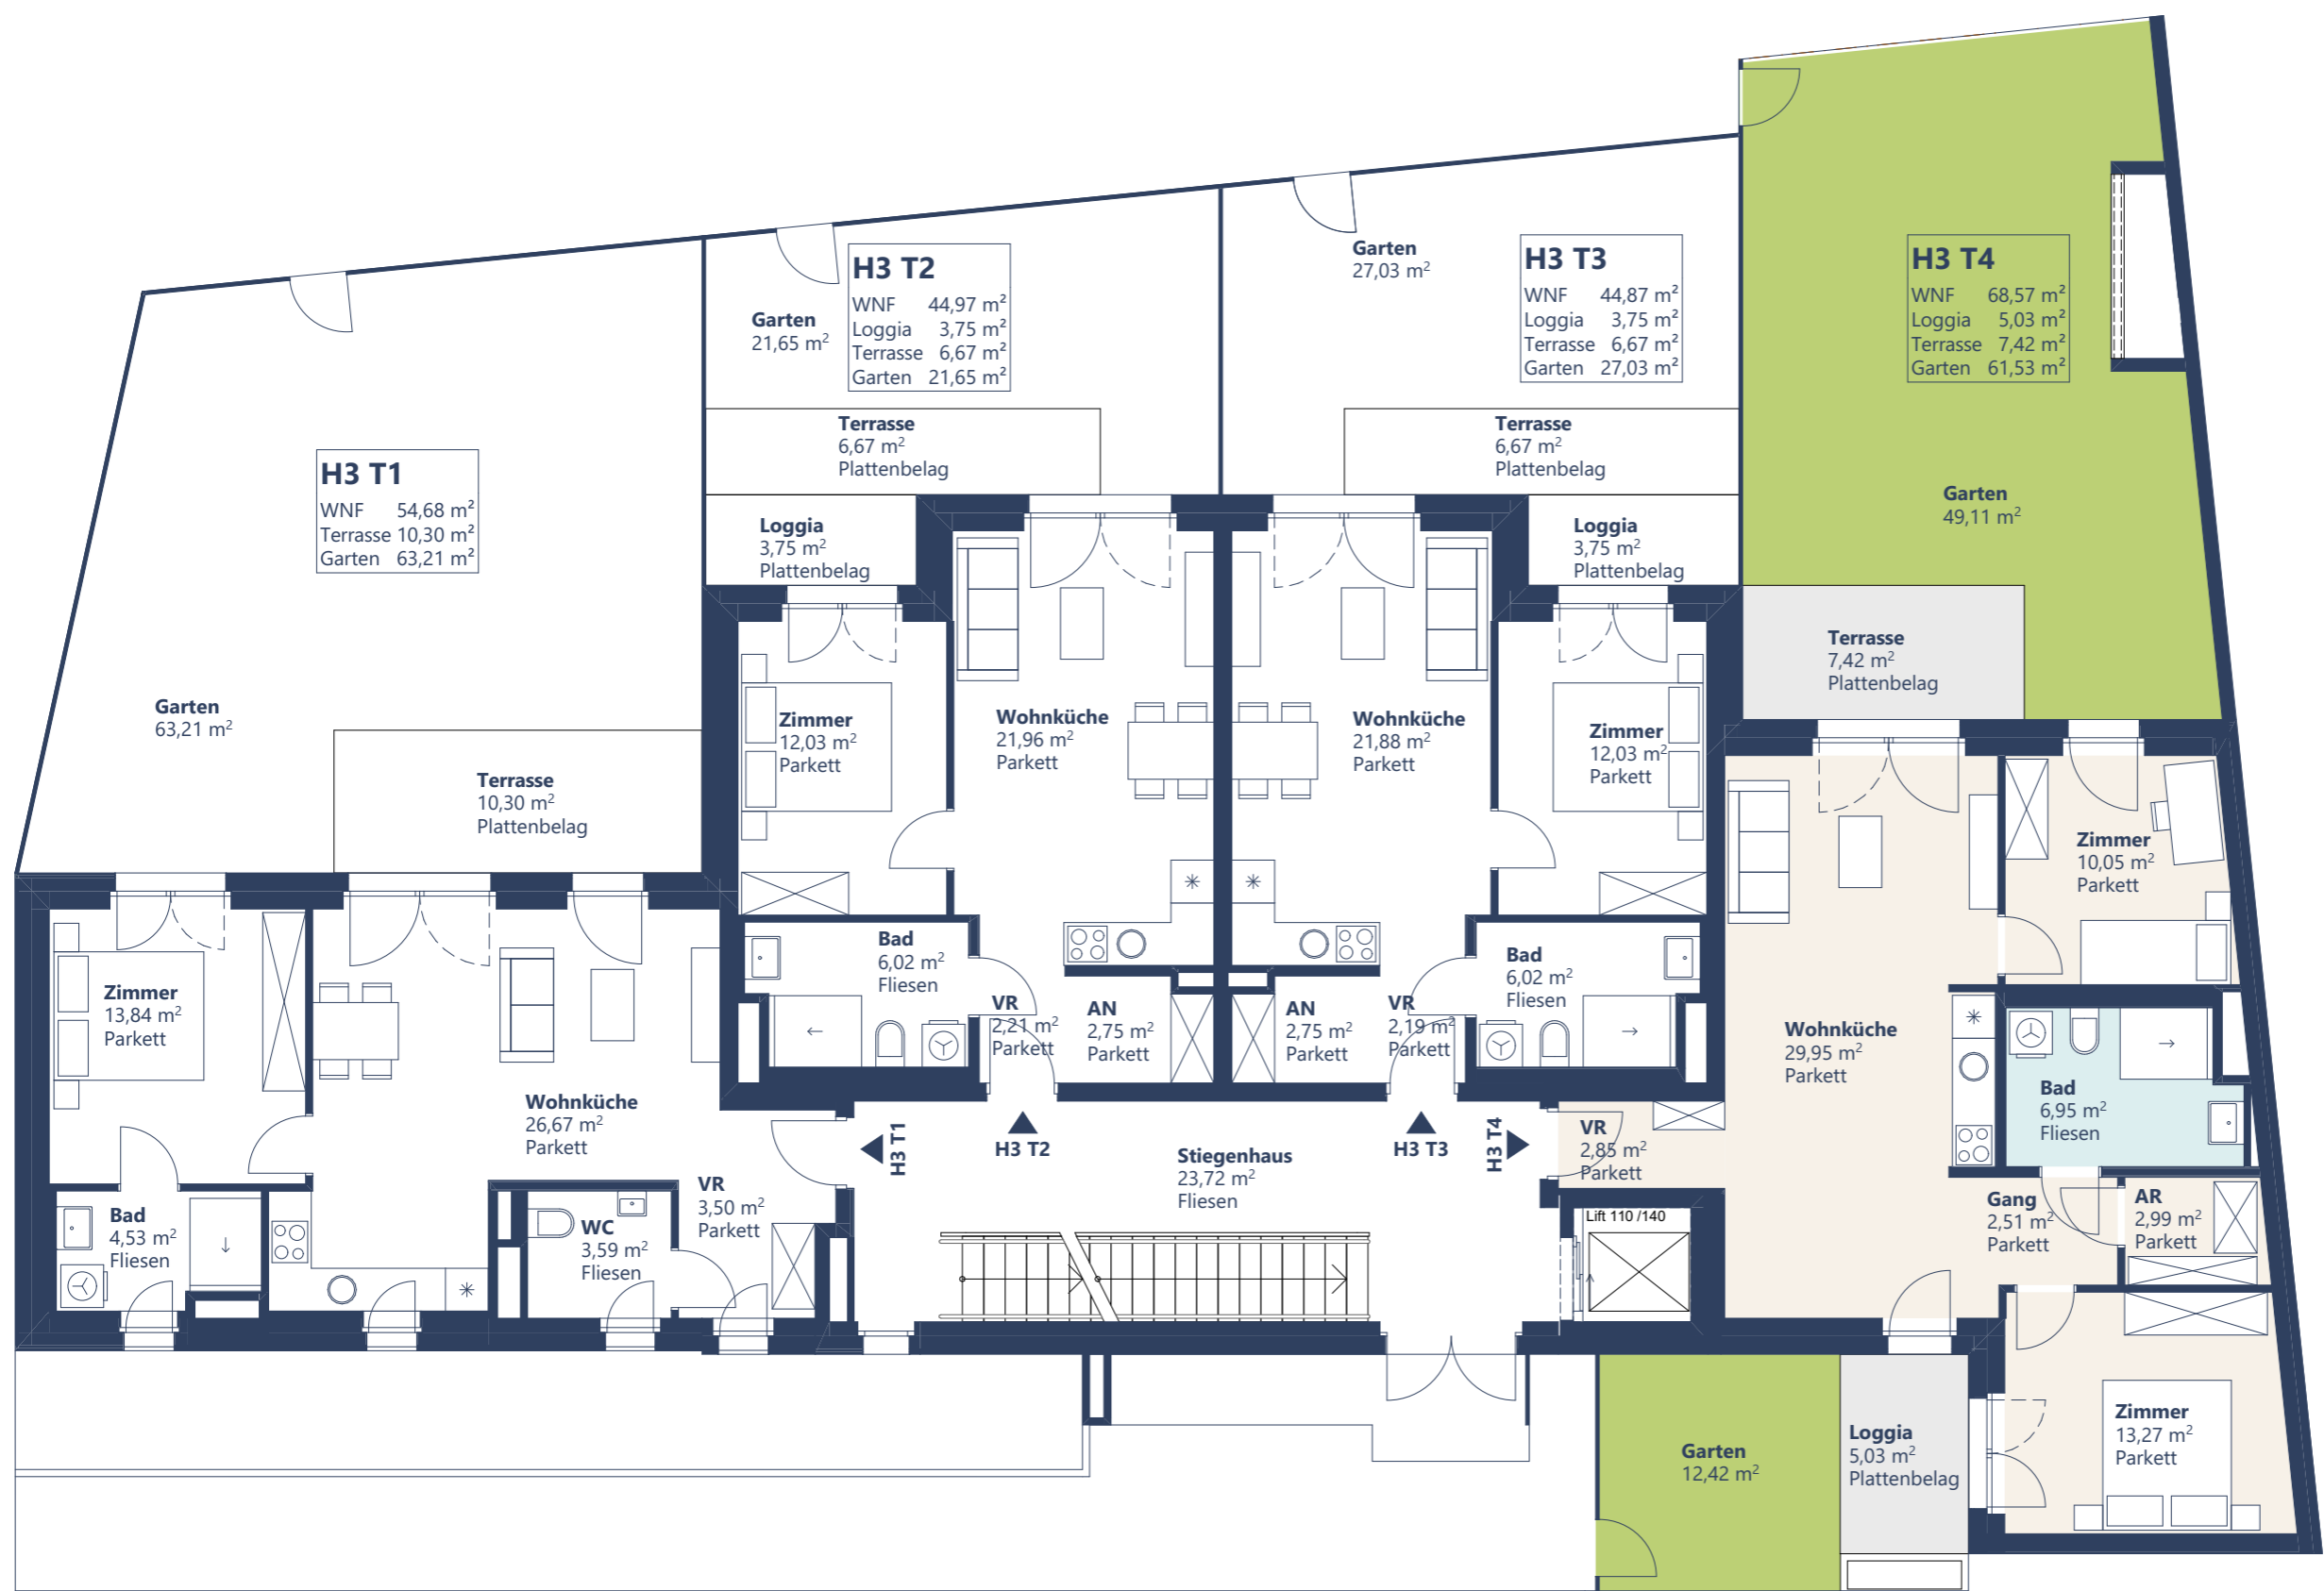 H3 T1
WNF 54,68 m²
Terrasse 10,30 m²
Garten 63,21 m²
Garten
63,21 m²
Terrasse
10,30 m²
Plattenbelag
Zimmer
13,84 m²
Parkett
Wohnküche
26,67 m²
Parkett
Bad
4,53 m²
Fliesen
WC
3,59 m²
Fliesen
VR
3,50 m²
Parkett
H3 T2
WNF 44,97 m²
Loggia 3,75 m²
Terrasse 6,67 m²
Garten 21,65 m²
Garten
21,65 m²
Terrasse
6,67 m²
Plattenbelag
Loggia
3,75 m²
Plattenbelag
Zimmer
12,03 m²
Parkett
Wohnküche
21,96 m²
Parkett
Bad
6,02 m²
Fliesen
VR
2,21 m²
Parkett
AN
2,75 m²
Parkett
Garten
27,03 m²
H3 T3
WNF 44,87 m²
Loggia 3,75 m²
Terrasse 6,67 m²
Garten 27,03 m²
Terrasse
6,67 m²
Plattenbelag
Loggia
3,75 m²
Plattenbelag
Wohnküche
21,88 m²
Parkett
Zimmer
12,03 m²
Parkett
AN
2,75 m²
Parkett
VR
2,19 m²
Parkett
Bad
6,02 m²
Fliesen
H3 T1
H3 T2
Stiegenhaus
23,72 m²
Fliesen
H3 T3
H3 T4
Lift 110 /140
H3 T4
WNF 68,57 m²
Loggia 5,03 m²
Terrasse 7,42 m²
Garten 61,53 m²
Garten
49,11 m²
Terrasse
7,42 m²
Plattenbelag
Zimmer
10,05 m²
Parkett
Wohnküche
29,95 m²
Parkett
Bad
6,95 m²
Fliesen
VR
2,85 m²
Parkett
Gang
2,51 m²
Parkett
AR
2,99 m²
Parkett
Zimmer
13,27 m²
Parkett
Garten
12,42 m²
Loggia
5,03 m²
Plattenbelag